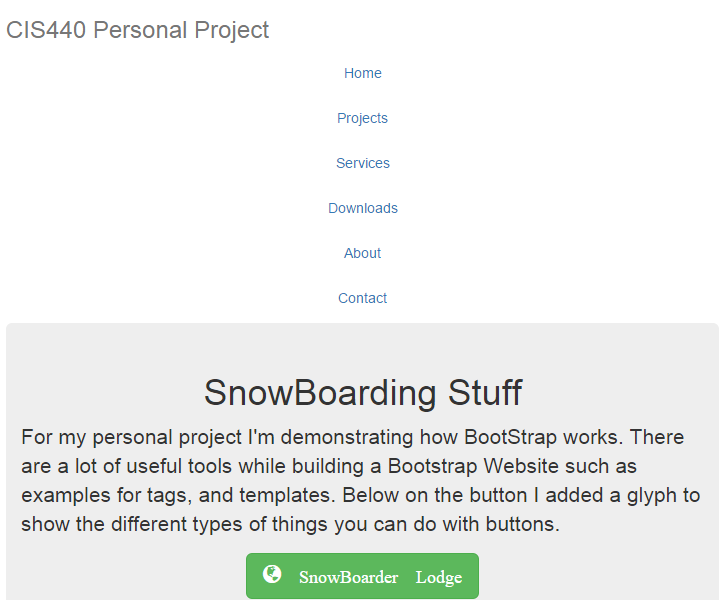 CIS440 Personal Project
Home
Projects
Services
Downloads
About
Contact
SnowBoarding Stuff
For my personal project I'm demonstrating how BootStrap works. There
are a lot of useful tools while building a Bootstrap Website such as
examples for tags, and templates. Below on the button I added a glyph to
show the different types of things you can do with buttons.
SnowBoarder Lodge